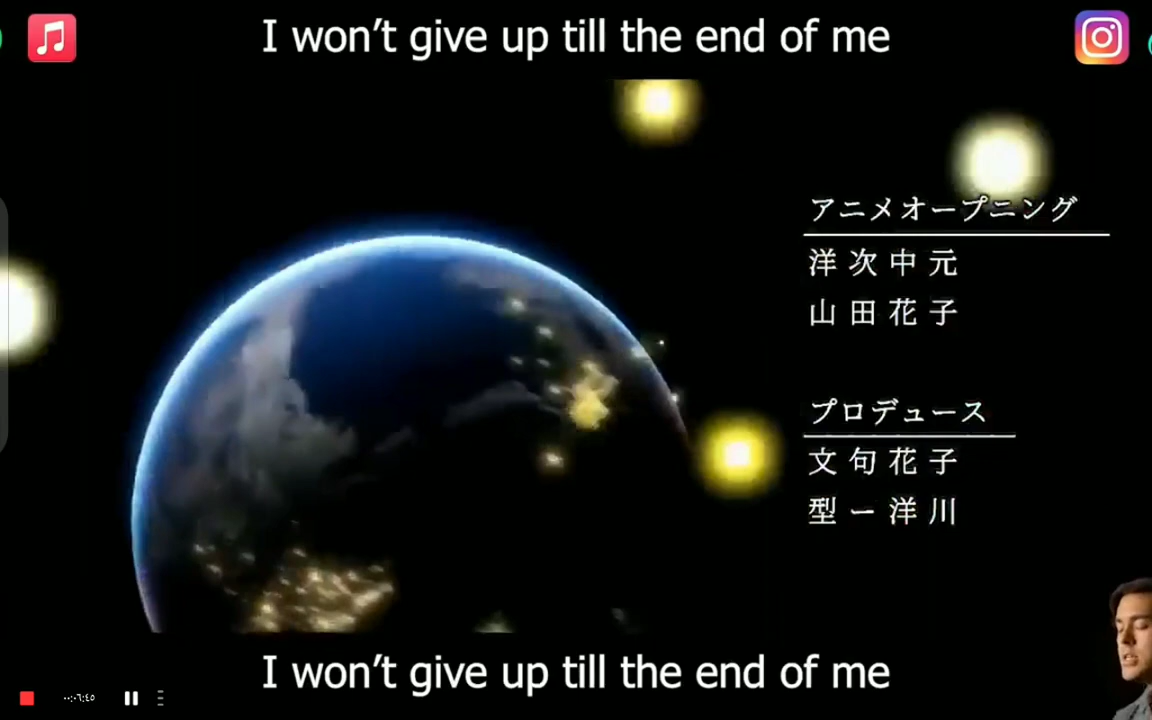 I won’t give up till the end of me
アニメオープニング
洋次中元
山田花子
プロデュース
文句花子
型一洋川
I won’t give up till the end of me